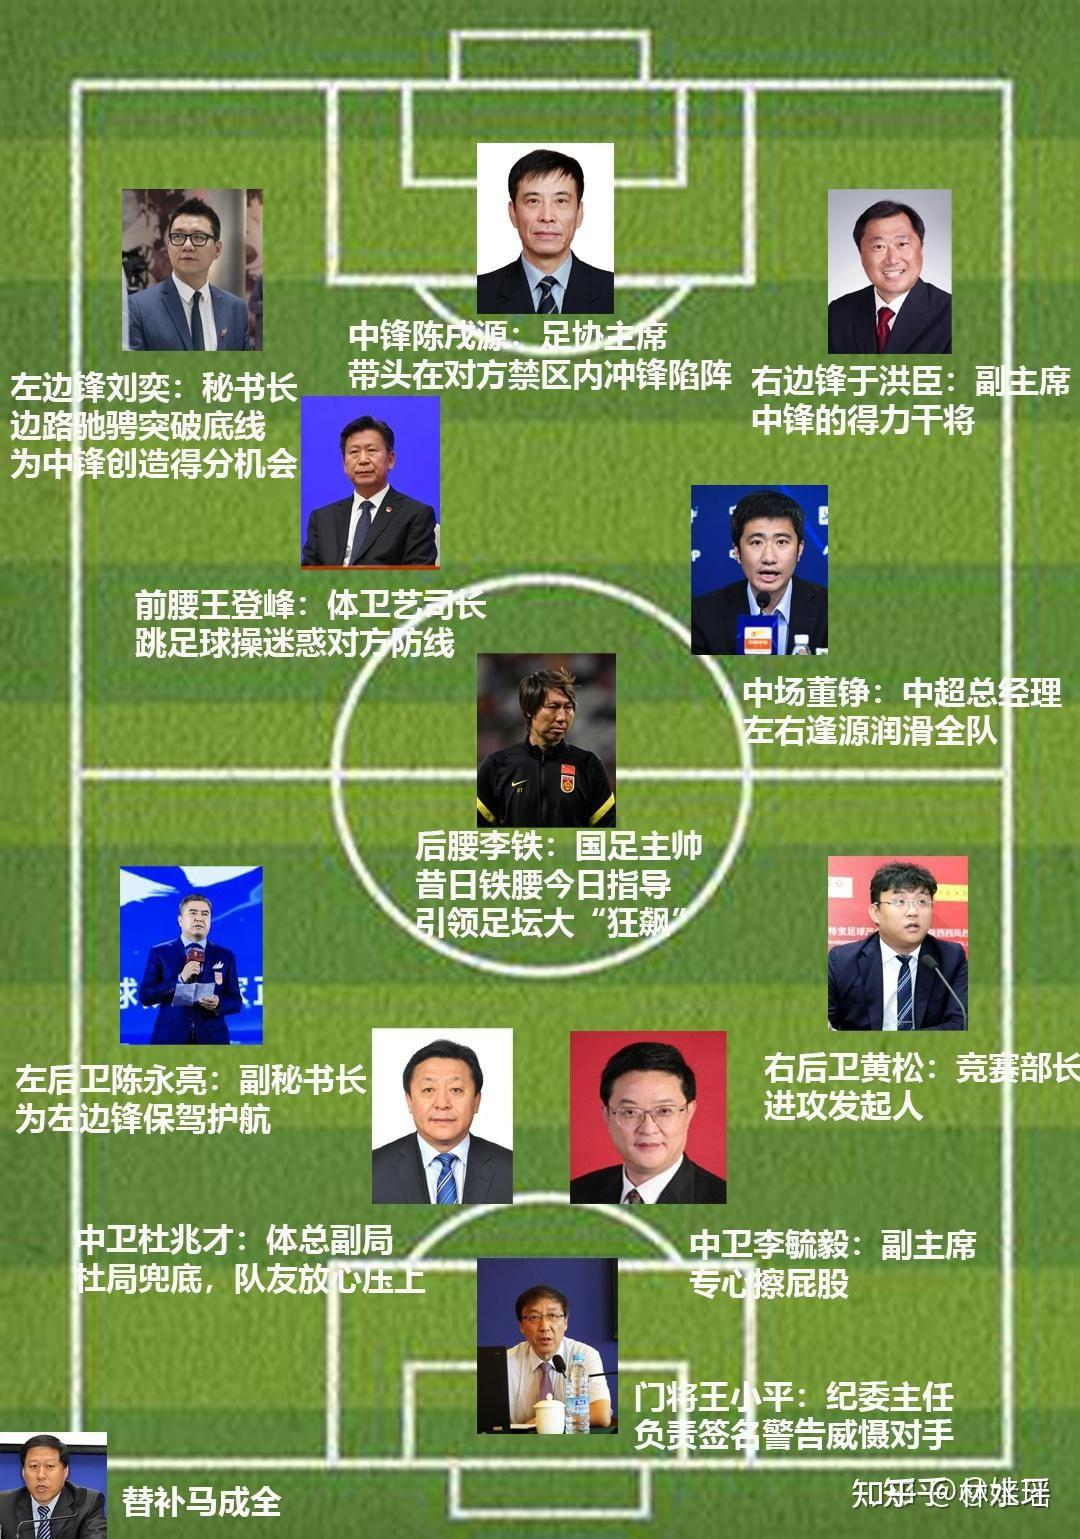 中锋陈戌源：足协主席
带头在对方禁区内冲锋陷阵
左边锋刘奕：秘书长
边路驰骋突破底线
为中锋创造得分机会
右边锋于洪臣：副主席
中锋的得力干将
前腰王登峰：体卫艺司长
跳足球操迷惑对方防线
中场董铮：中超总经理
左右逢源润滑全队
后腰李铁：国足主帅
昔日铁腰今日指导
引领足坛大“狂飙”
左后卫陈永亮：副秘书长
为左边锋保驾护航
右后卫黄松：竞赛部长
进攻发起人
中卫杜兆才：体总副局
杜局兜底，队友放心压上
中卫李毓毅：副主席
专心擦屁股
门将王小平：纪委主任
负责签名警告威慑对手
替补马成全